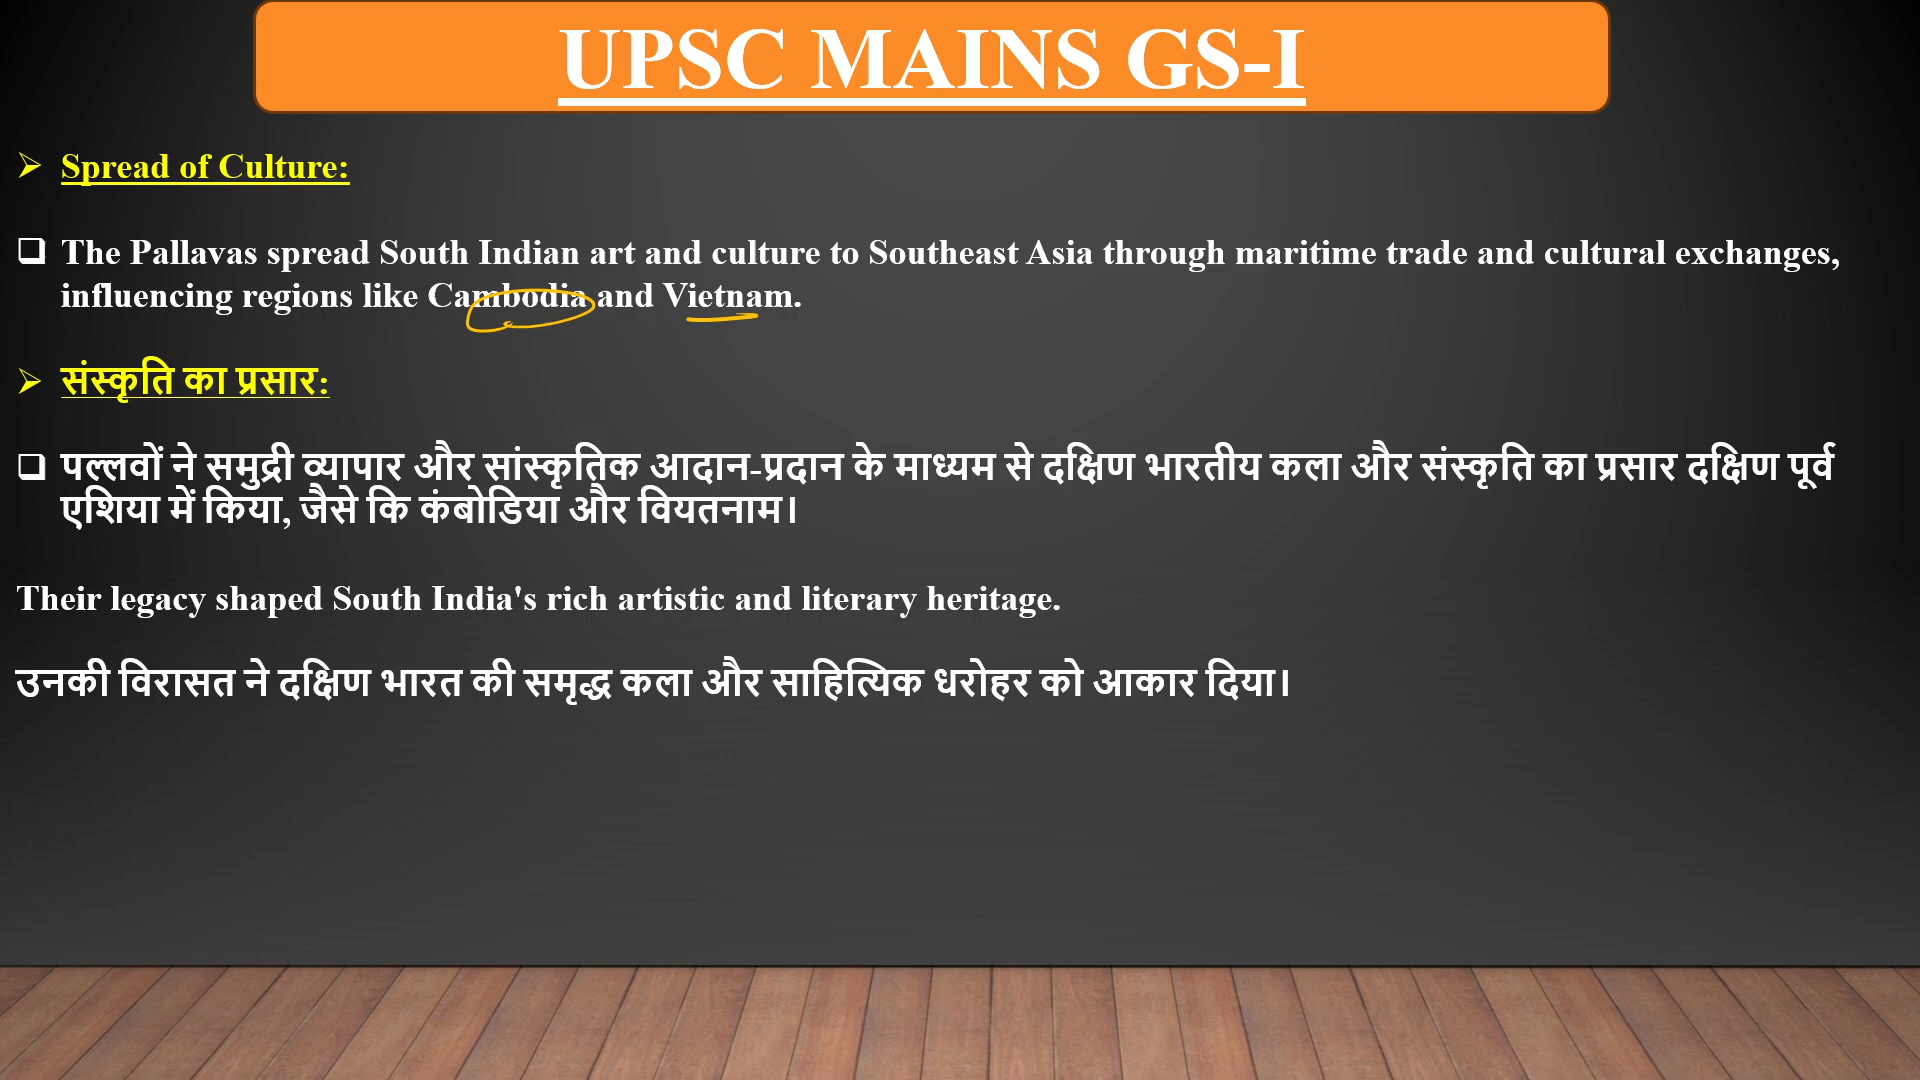 UPSC MAINS GS-I
Spread of Culture:
The Pallavas spread South Indian art and culture to Southeast Asia through maritime trade and cultural exchanges,
influencing regions like Cambodia and Vietnam.
संस्कृति का प्रसार:
पल्लवों ने समुद्री व्यापार और सांस्कृतिक आदान-प्रदान के माध्यम से दक्षिण भारतीय कला और संस्कृति का प्रसार दक्षिण पूर्व
एशिया में किया, जैसे कि कंबोडिया और वियतनाम।
Their legacy shaped South India's rich artistic and literary heritage.
उनकी विरासत ने दक्षिण भारत की समृद्ध कला और साहित्यिक धरोहर को आकार दिया।